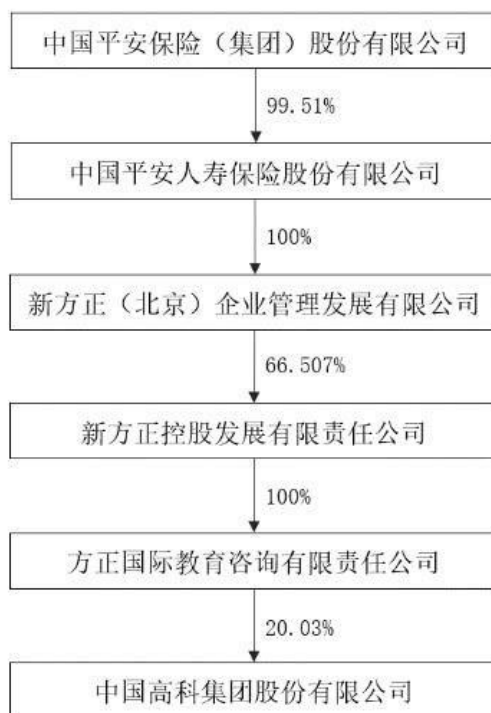 中国平安保险（集团）股份有限公司
99.51%
中国平安人寿保险股份有限公司
100%
新方正（北京）企业管理发展有限公司
66.507%
新方正控股发展有限责任公司
100%
方正国际教育咨询有限责任公司
20.03%
中国高科集团股份有限公司